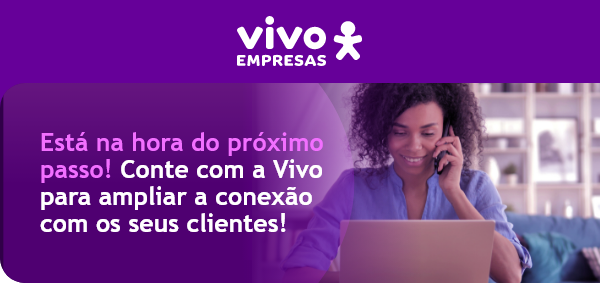 vivo
EMPRESAS
Está na hora do próximo
passo! Conte com a Vivo
para ampliar a conexão
com os seus clientes!